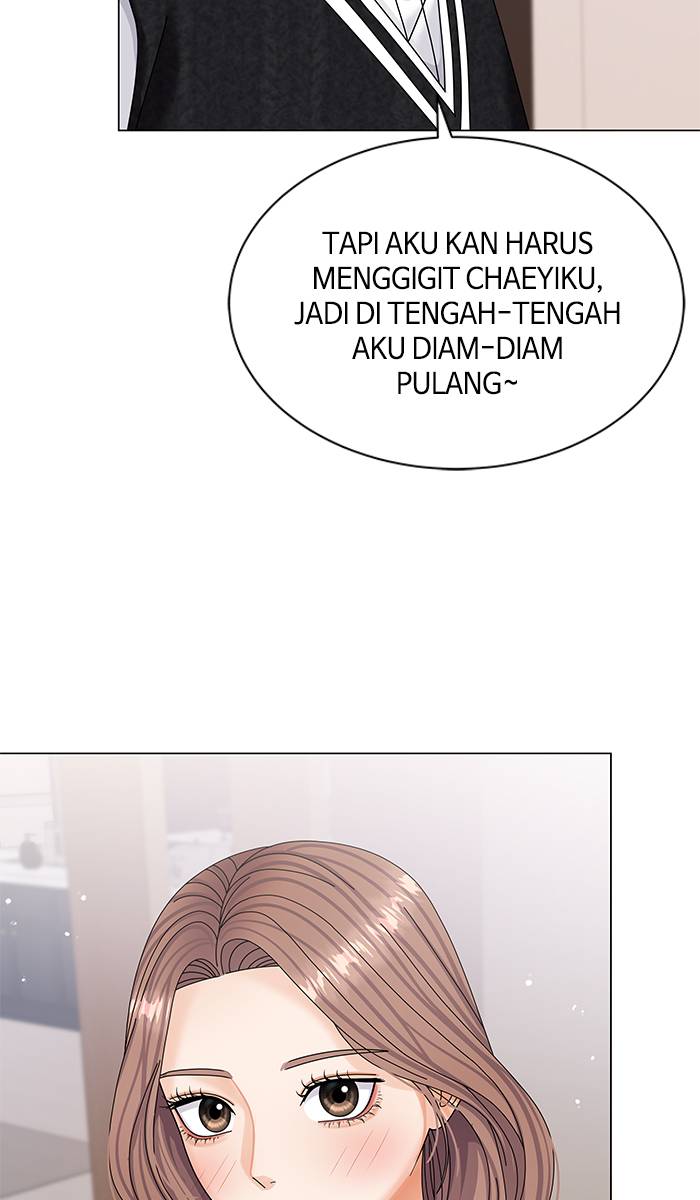 TAPI AKU KAN HARUS
MENGGIGIT CHAEYIKU,
JADI DI TENGAH-TENGAH
AKU DIAM-DIAM
PULANG~